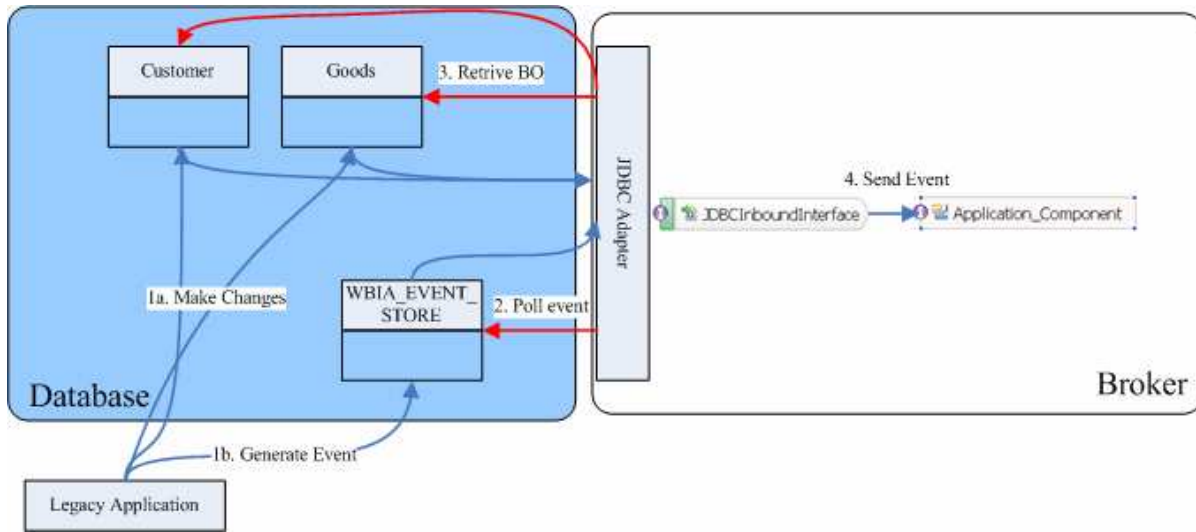 Customer
Goods
3. Retrive BO
JDBC Adapter
4. Send Event
JDBCInboundInterface
Application_Component
1a. Make Changes
WBIA_EVENT_
STORE
2. Poll event
Database
Broker
1b. Generate Event
Legacy Application